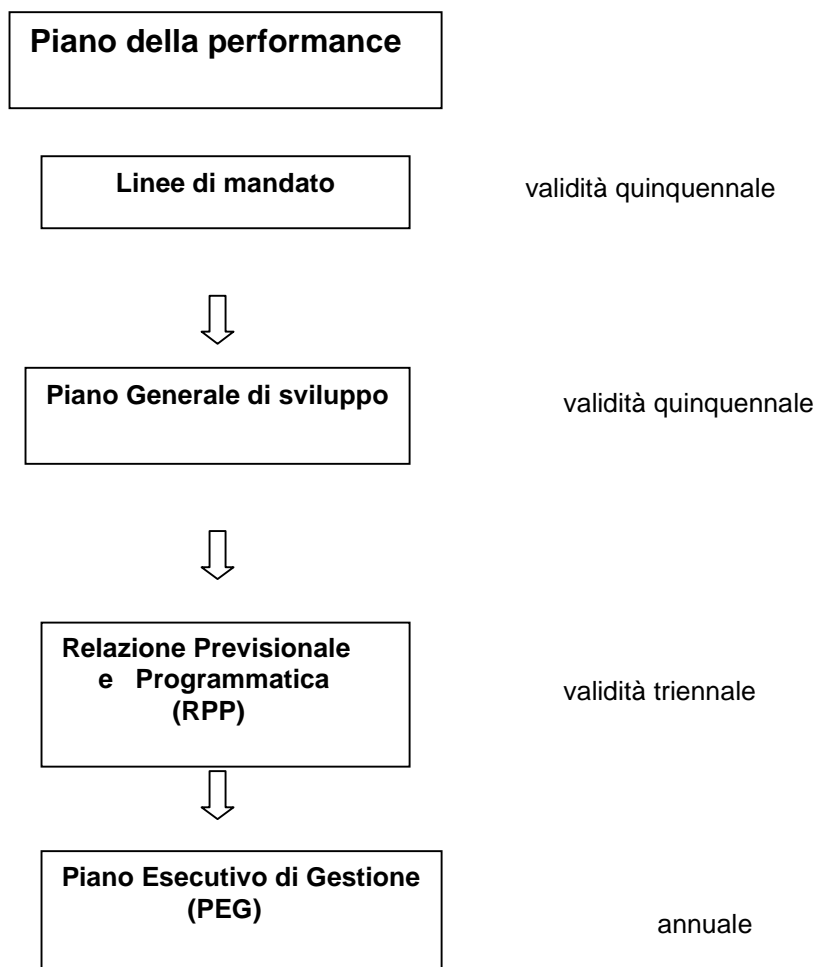 Piano della performance
Linee di mandato
validità quinquennale
Piano Generale di sviluppo
validità quinquennale
Relazione Previsionale
e Programmatica
(RPP)
validità triennale
Piano Esecutivo di Gestione
(PEG)
annuale